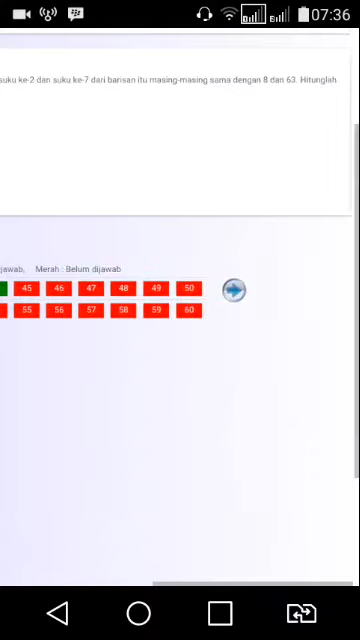 07:36
suku ke-2 dan suku ke-7 dari barisan itu masing-masing sama dengan 8 dan 63. Hitunglah
jawab, Merah : Belum dijawab
45 46 47 48 49 50
55 56 57 58 59 60